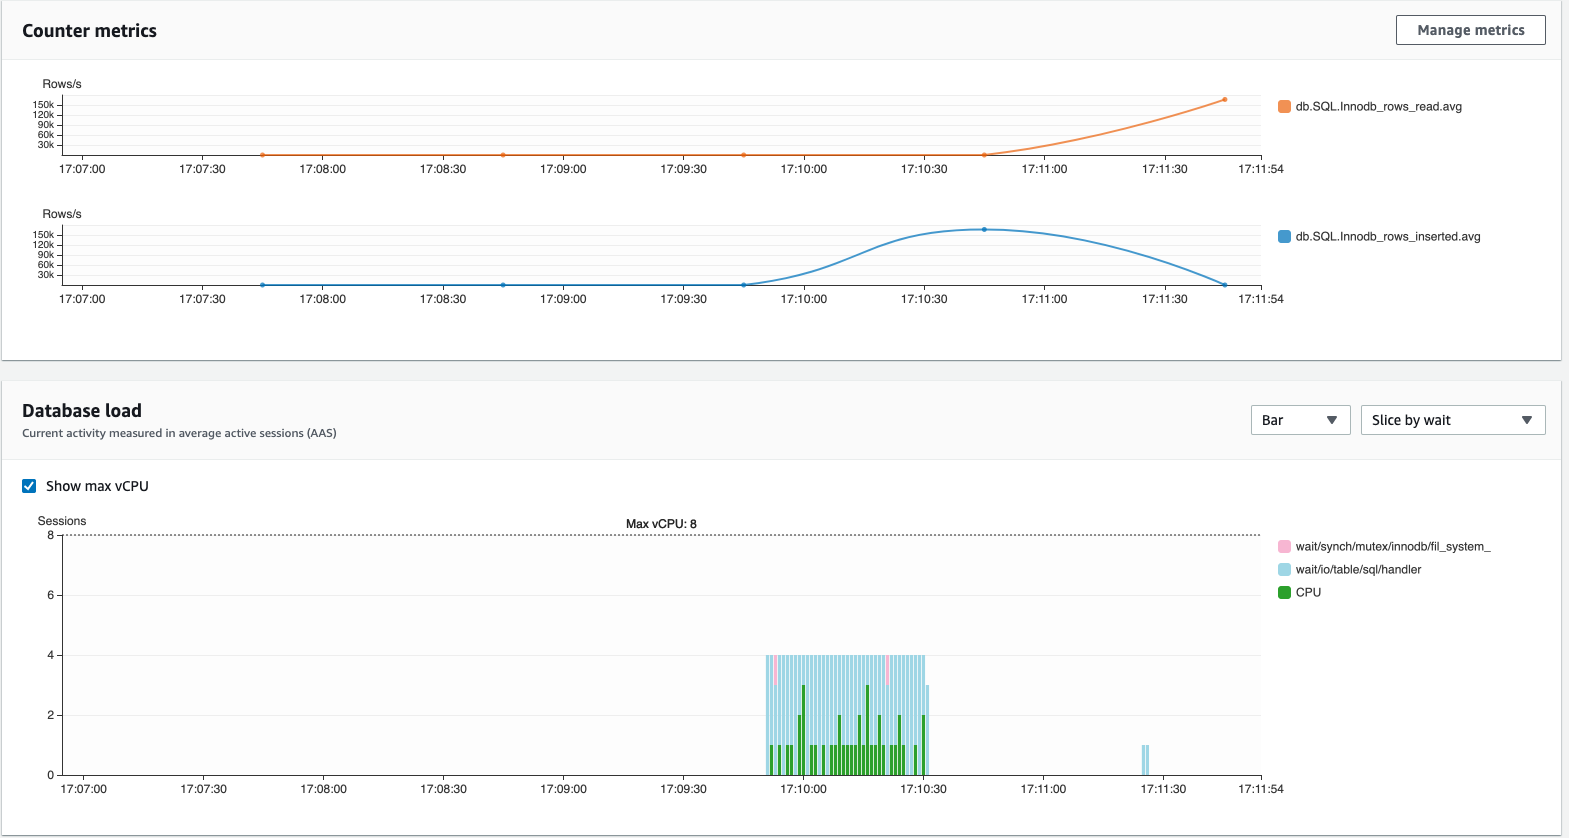 Counter metrics
Manage metrics
Rows/s
150k
120k
90k
60k
30k
17:07:00 17:07:30 17:08:00 17:08:30 17:09:00 17:09:30 17:10:00 17:10:30 17:11:00 17:11:30 17:11:54
db.SQL.Innodb_rows_read.avg
Rows/s
150k
120k
90k
60k
30k
17:07:00 17:07:30 17:08:00 17:08:30 17:09:00 17:09:30 17:10:00 17:10:30 17:11:00 17:11:30 17:11:54
db.SQL.Innodb_rows_inserted.avg
Database load
Current activity measured in average active sessions (AAS)
Bar
Slice by wait
Show max vCPU
Sessions
Max vCPU: 8
8
6
4
2
0
17:07:00 17:07:30 17:08:00 17:08:30 17:09:00 17:09:30 17:10:00 17:10:30 17:11:00 17:11:30 17:11:54
wait/synch/mutex/innodb/fil_system_
wait/io/table/sql/handler
CPU